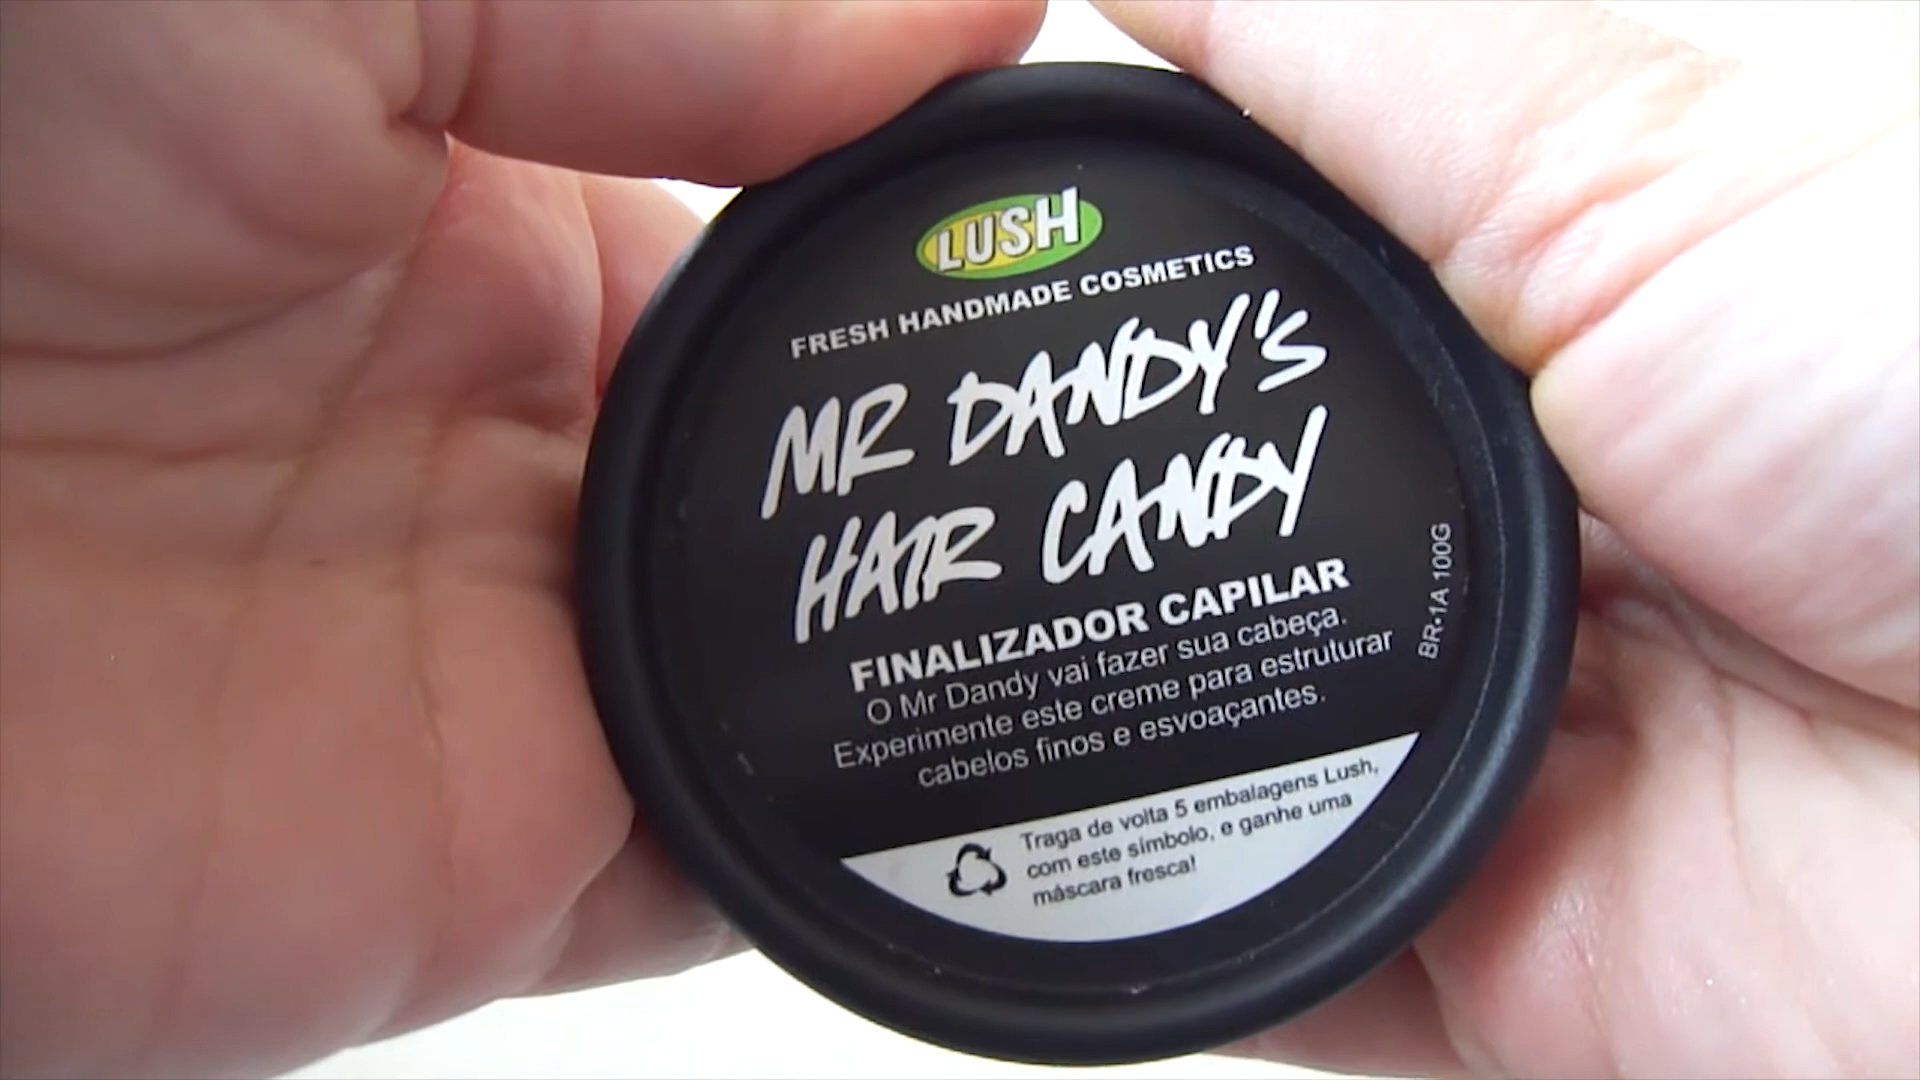 LUSH
FRESH HANDMADE COSMETICS
MR DANDY'S
HAIR CANDY
FINALIZADOR CAPILAR
O Mr Dandy vai fazer sua cabeça.
Experimente este creme para estruturar
cabelos finos e esvoaçantes.
BR-1A 100G
Traga de volta 5 embalagens Lush,
com este símbolo, e ganhe uma
máscara fresca!